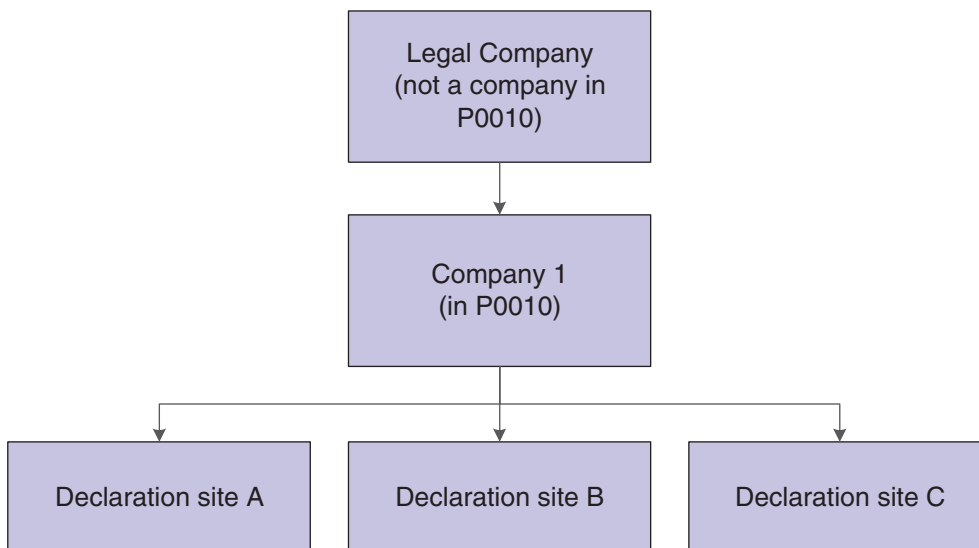 Legal Company
(not a company in
P0010)
Company 1
(in P0010)
Declaration site A
Declaration site B
Declaration site C